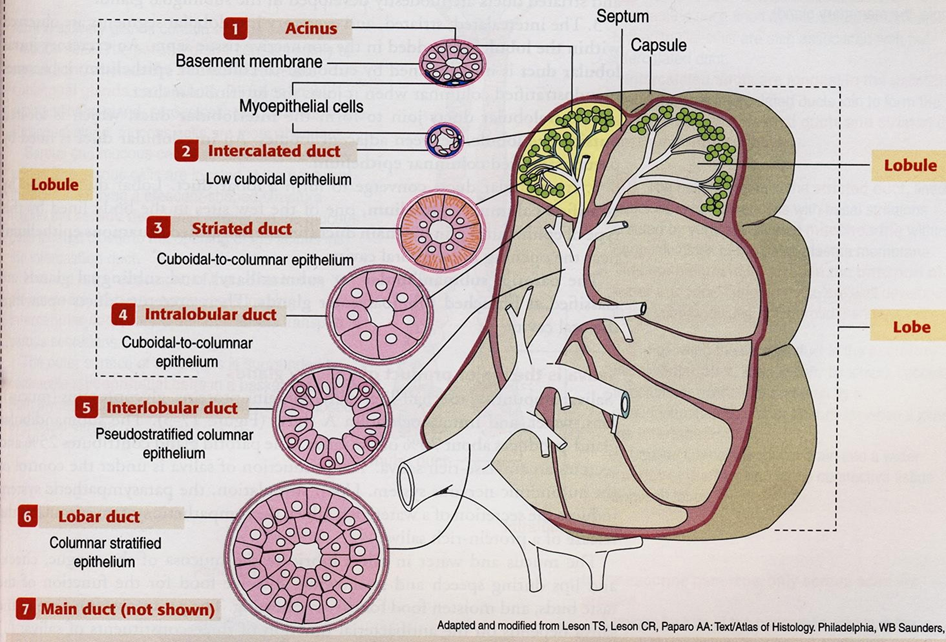 Septum
Capsule
1 Acinus
Basement membrane
Myoepithelial cells
2 Intercalated duct
Low cuboidal epithelium
Lobule
Lobule
3 Striated duct
Cuboidal-to-columnar epithelium
4 Intralobular duct
Cuboidal-to-columnar
epithelium
Lobe
5 Interlobular duct
Pseudostratified columnar
epithelium
6 Lobar duct
Columnar stratified
epithelium
7 Main duct (not shown)
Adapted and modified from Leson TS, Leson CR, Paparo AA: Text/Atlas of Histology. Philadelphia, WB Saunders,